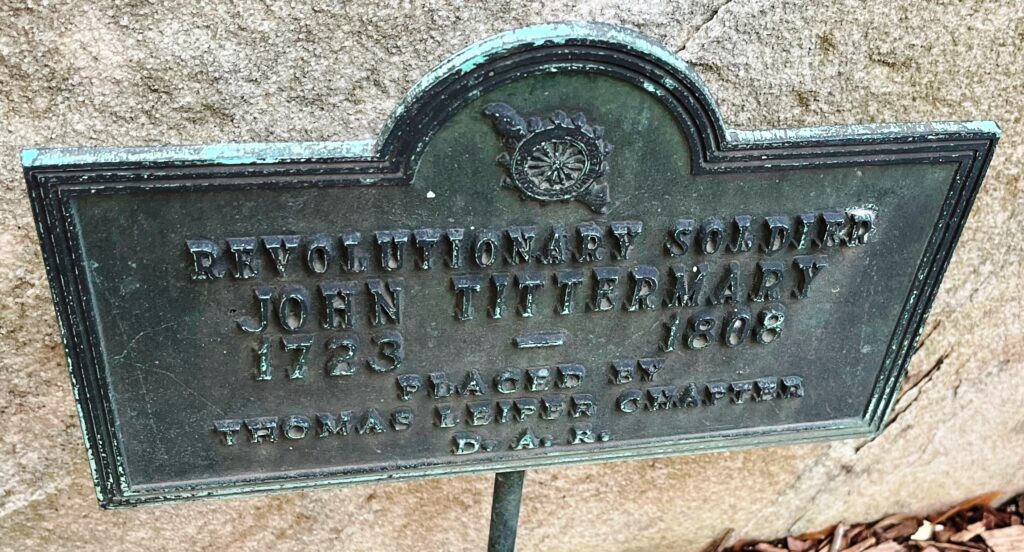 REVOLUTIONARY SOLDIER
JOHN TITTERMARY
1723 — 1808
PLACED BY
THOMAS LEIPER CHAPTER
D. A. R.